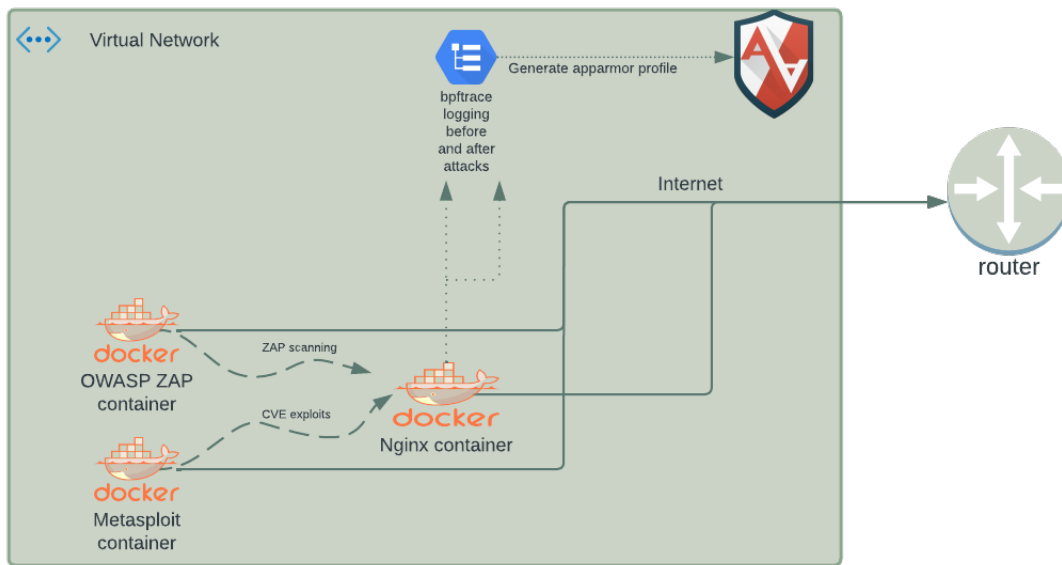 Virtual Network
Generate apparmor profile
bpftrace
logging
before
and after
attacks
Internet
router
docker
OWASP ZAP
container
ZAP scanning
docker
Nginx container
CVE exploits
docker
Metasploit
container